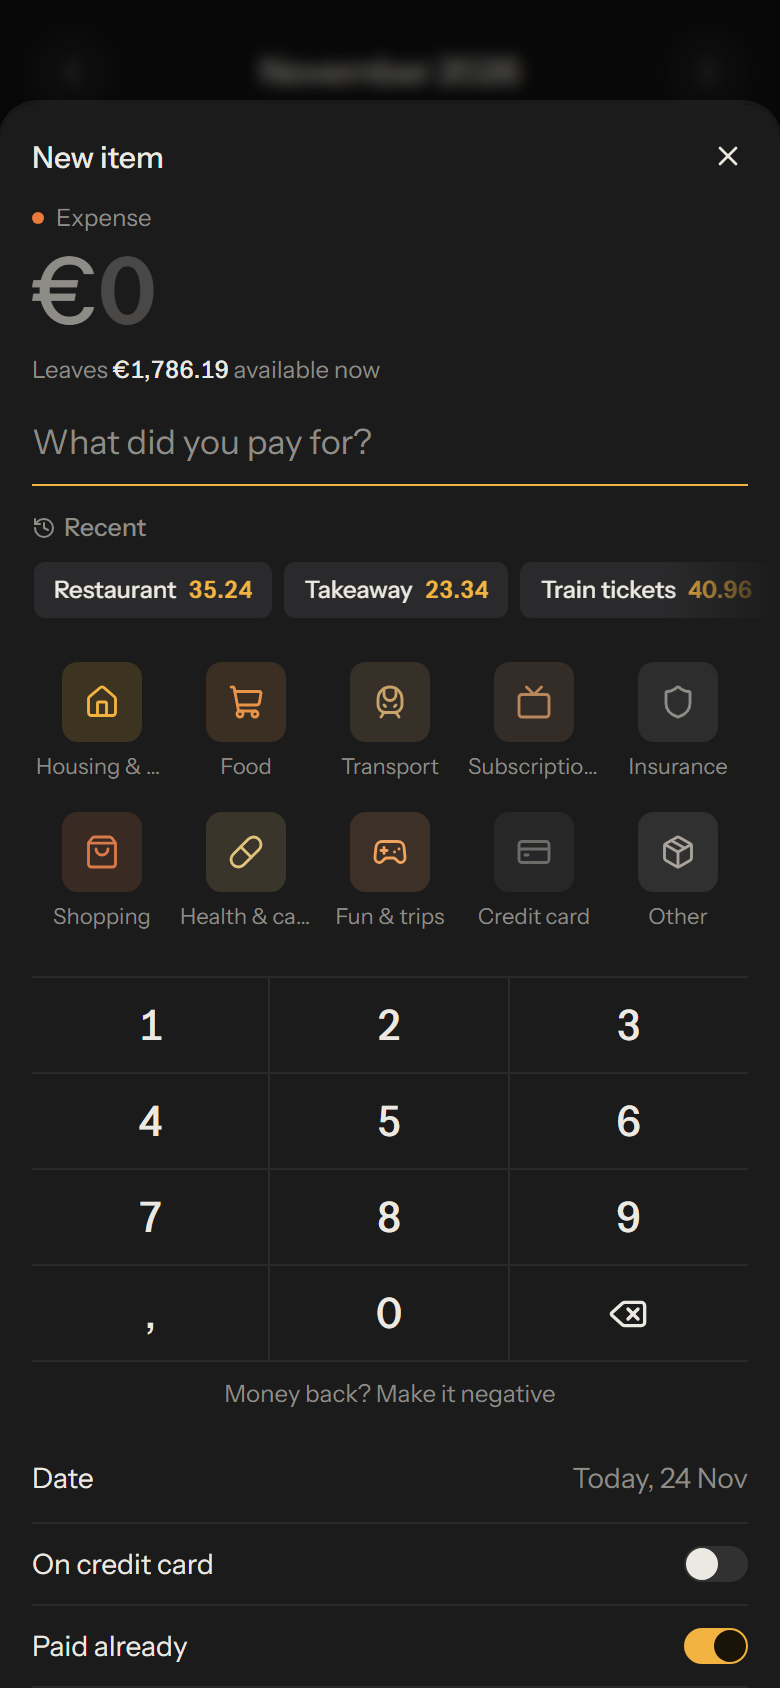 November 2026
New item
Expense
€0
Leaves €1,786.19 available now
What did you pay for?
Recent
Restaurant 35.24 Takeaway 23.34 Train tickets 40.96
Housing & ... Food Transport Subscriptio... Insurance
Shopping Health & ca... Fun & trips Credit card Other
1 2 3
4 5 6
7 8 9
, 0
Money back? Make it negative
Date Today, 24 Nov
On credit card
Paid already